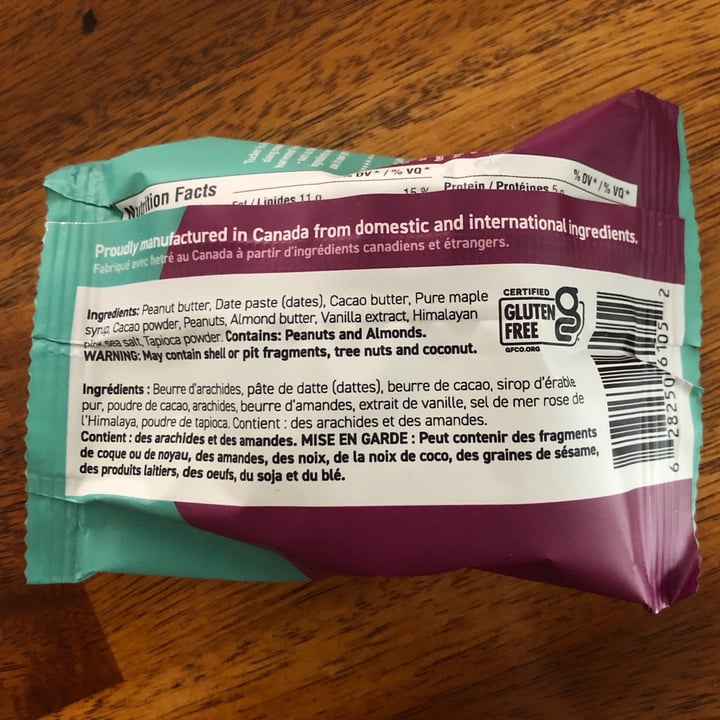 Nutrition Facts
Fat / Lipides 11 g
% DV* / % VQ*
15 %
Protein / Protéines 5 g
% DV* / % VQ*
Proudly manufactured in Canada from domestic and international ingredients.
Fabriqué avec fierté au Canada à partir d'ingrédients canadiens et étrangers.
Ingredients: Peanut butter, Date paste (dates), Cacao butter, Pure maple
syrup, Cacao powder, Peanuts, Almond butter, Vanilla extract, Himalayan
pink sea salt, Tapioca powder. Contains: Peanuts and Almonds.
WARNING: May contain shell or pit fragments, tree nuts and coconut.
CERTIFIED
GLUTEN
FREE
GFCO.ORG
Ingrédients : Beurre d'arachides, pâte de datte (dattes), beurre de cacao, sirop d'érable
pur, poudre de cacao, arachides, beurre d'amandes, extrait de vanille, sel de mer rose de
l'Himalaya, poudre de tapioca. Contient : des arachides et des amandes.
Contient : des arachides et des amandes. MISE EN GARDE : Peut contenir des fragments
de coque ou de noyau, des amandes, des noix, de la noix de coco, des graines de sésame,
des produits laitiers, des oeufs, du soja et du blé.